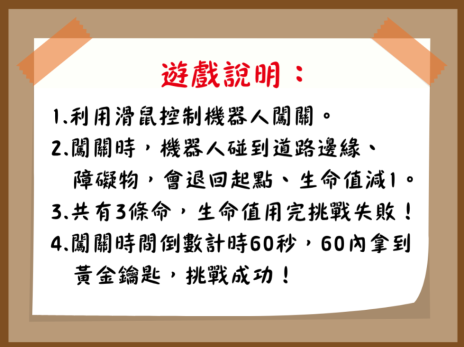 遊戲說明：
1.利用滑鼠控制機器人闖關。
2.闖關時，機器人碰到道路邊緣、
障礙物，會退回起點、生命值減1。
3.共有3條命，生命值用完挑戰失敗！
4.闖關時間倒數計時60秒，60內拿到
黃金鑰匙，挑戰成功！